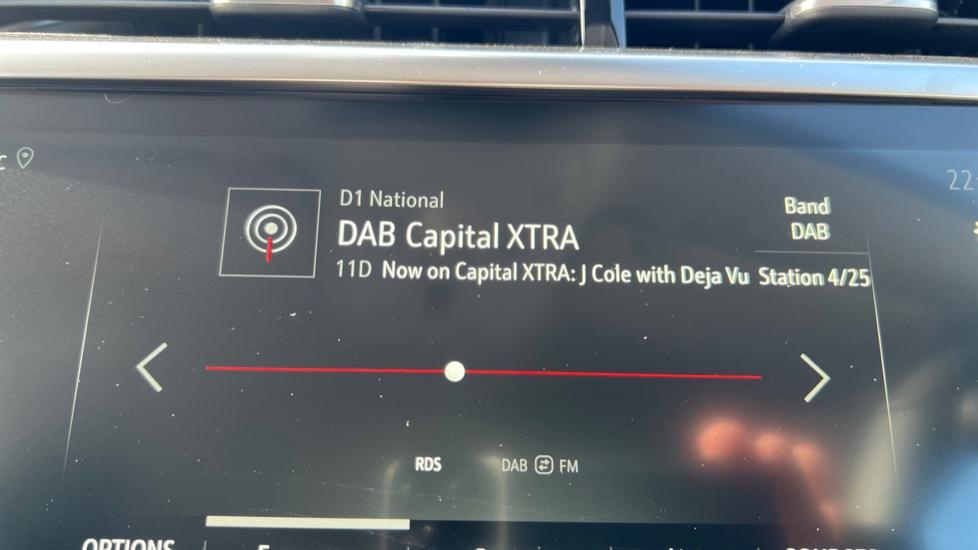 D1 National
DAB Capital XTRA
Band
DAB
11D Now on Capital XTRA: J Cole with Deja Vu Station 4/25
RDS DAB FM
OPTIONS